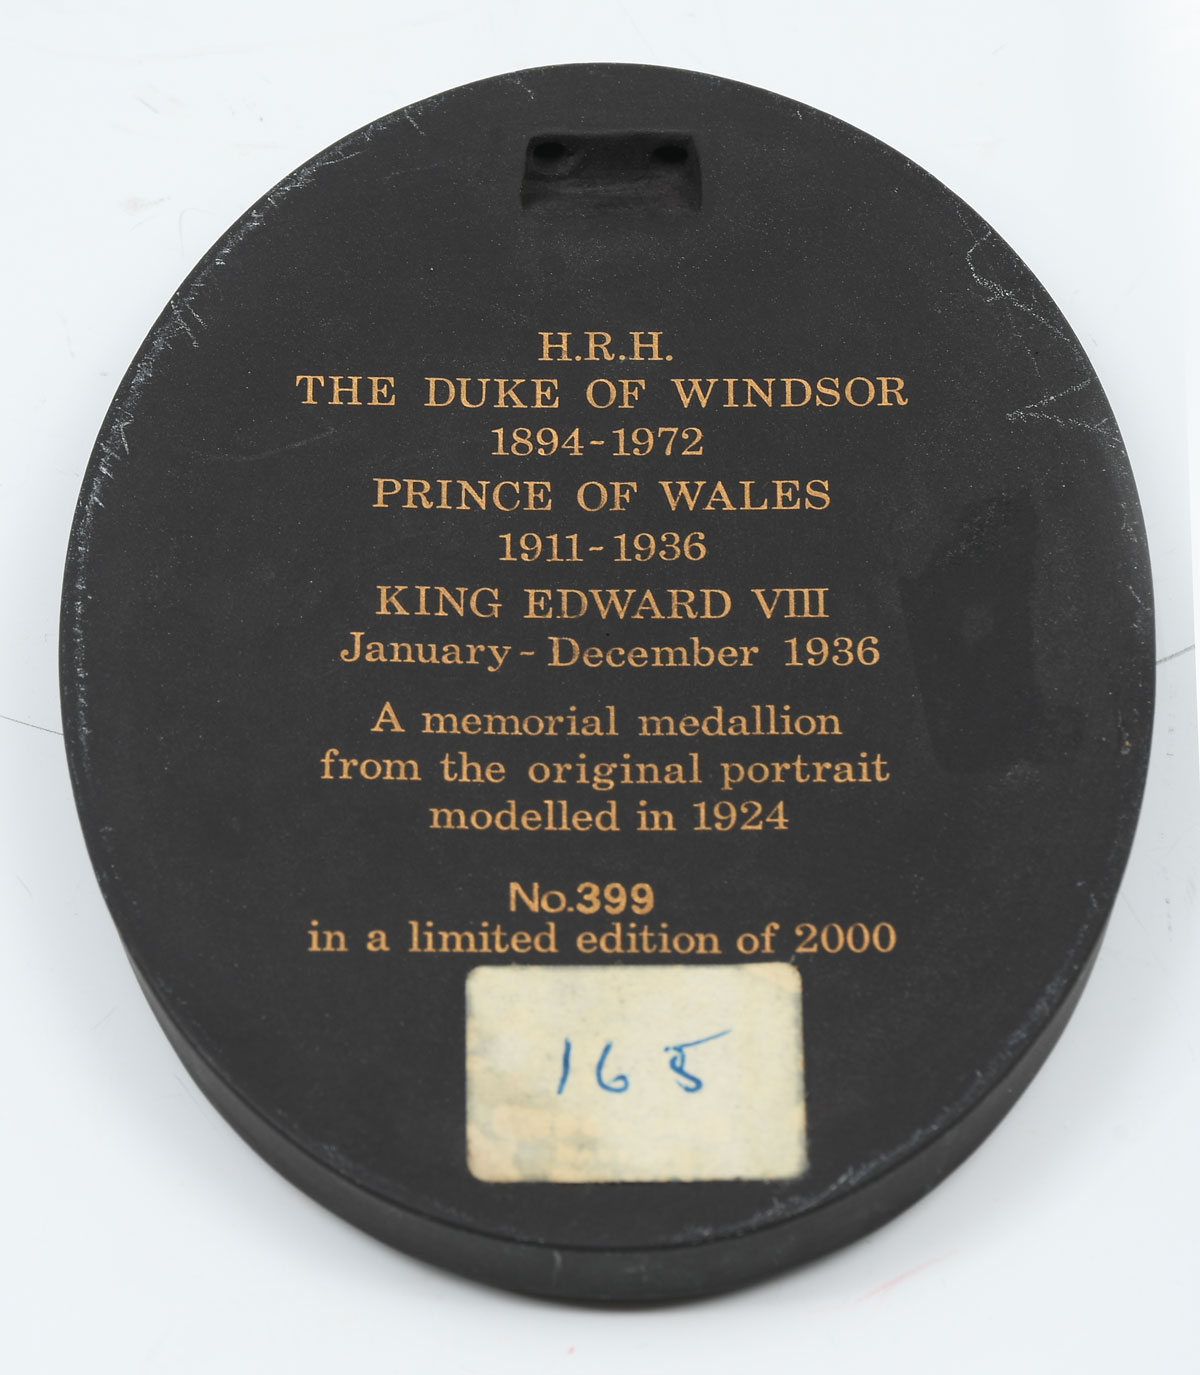 H.R.H.
THE DUKE OF WINDSOR
1894-1972
PRINCE OF WALES
1911-1936
KING EDWARD VIII
January-December 1936
A memorial medallion
from the original portrait
modelled in 1924
No.399
in a limited edition of 2000
165